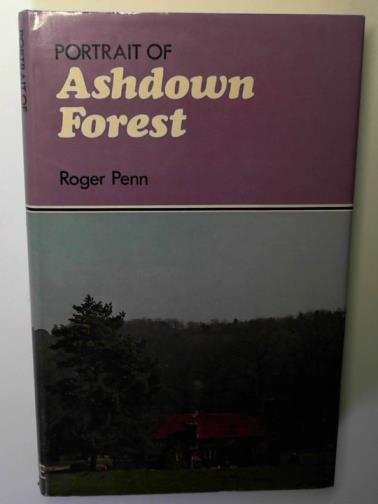 PORTRAIT OF
Ashdown
Forest
Roger Penn
PORTRAIT OF